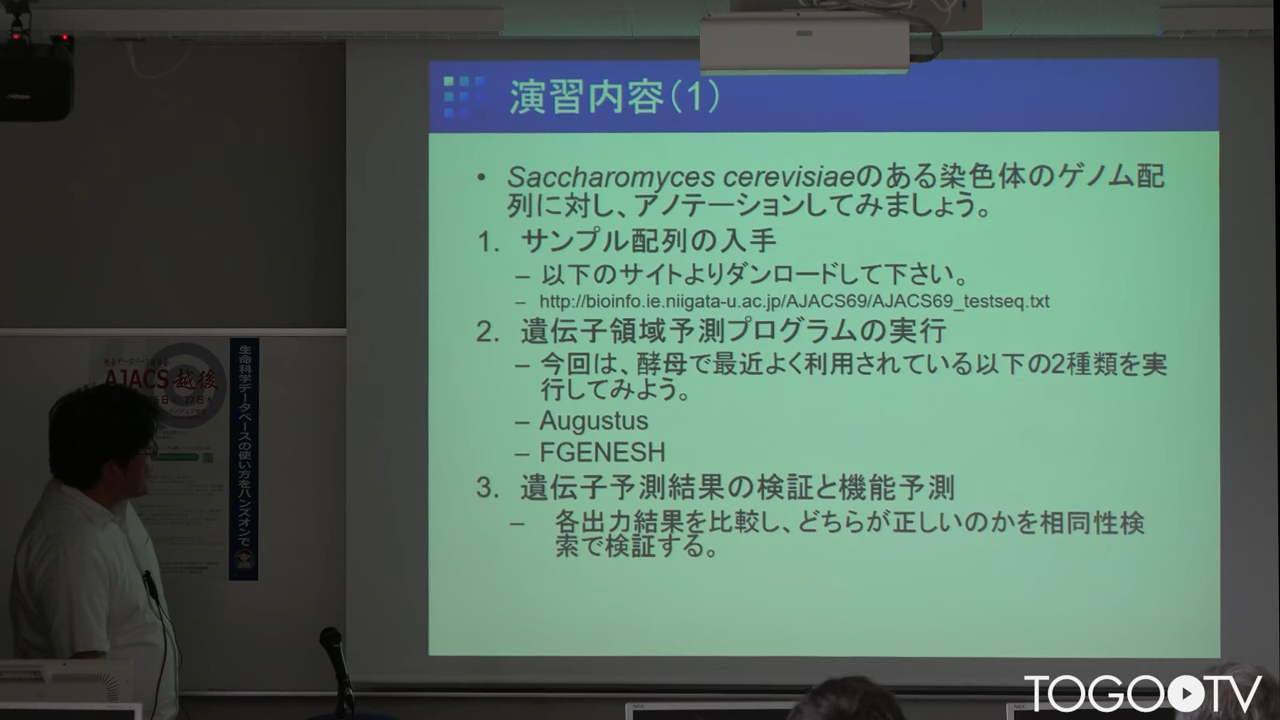 演習内容(1)
• Saccharomyces cerevisiaeのある染色体のゲノム配
列に対し、アノテーションしてみましょう。
1. サンプル配列の入手
– 以下のサイトよりダンロードして下さい。
– http://bioinfo.ie.niigata-u.ac.jp/AJACS69/AJACS69_testseq.txt
2. 遺伝子領域予測プログラムの実行
– 今回は、酵母で最近よく利用されている以下の2種類を実
行してみよう。
– Augustus
– FGENESH
3. 遺伝子予測結果の検証と機能予測
– 各出力結果を比較し、どちらが正しいのかを相同性検
索で検証する。
AJACS越後
生命科学データベースの使い方をハンズオンで
TOGOTV